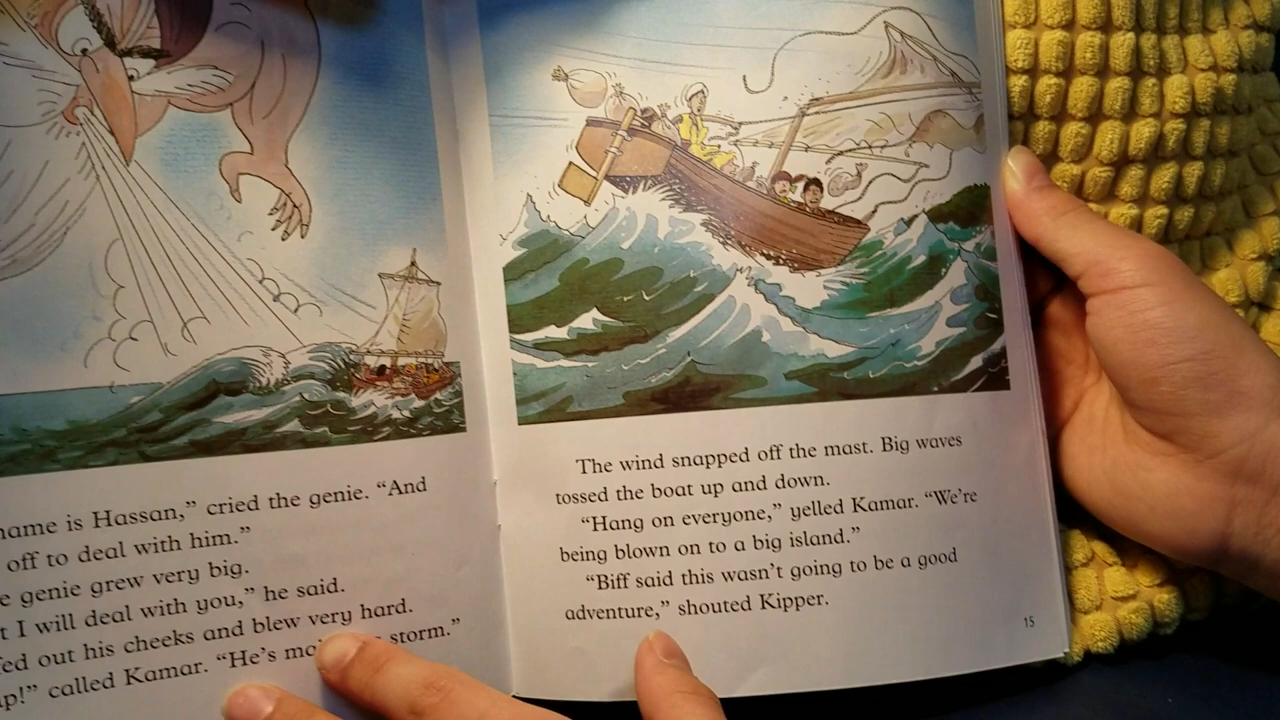 name is Hassan,” cried the genie. “And
off to deal with him.”
genie grew very big.
I will deal with you,” he said.
out his cheeks and blew very hard.
called Kamar. “He’s storm.”
The wind snapped off the mast. Big waves
tossed the boat up and down.
“Hang on everyone,” yelled Kamar. “We’re
being blown on to a big island.”
“Biff said this wasn’t going to be a good
adventure,” shouted Kipper.
15